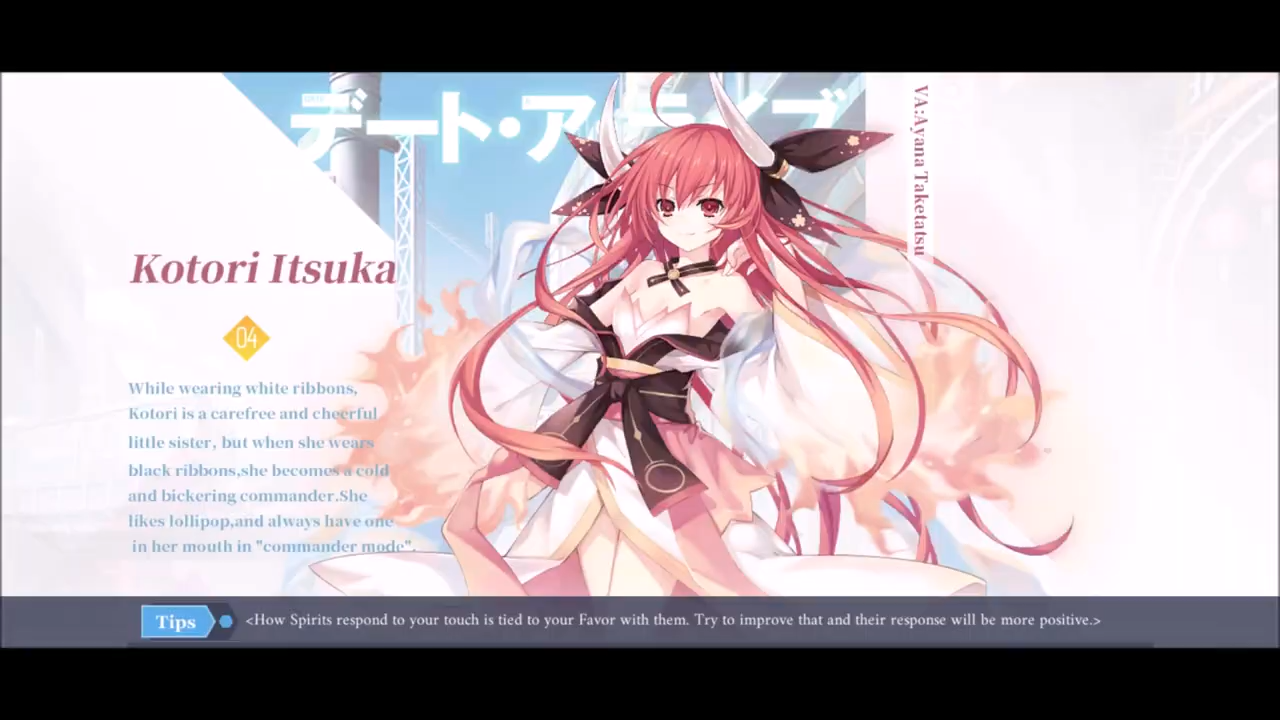 デート・ア ライブ
VA:Ayana Taketatsu
Kotori Itsuka
04
While wearing white ribbons,
Kotori is a carefree and cheerful
little sister, but when she wears
black ribbons,she becomes a cold
and bickering commander.She
likes lollipop,and always have one
in her mouth in "commander mode".
Tips
<How Spirits respond to your touch is tied to your Favor with them. Try to improve that and their response will be more positive.>